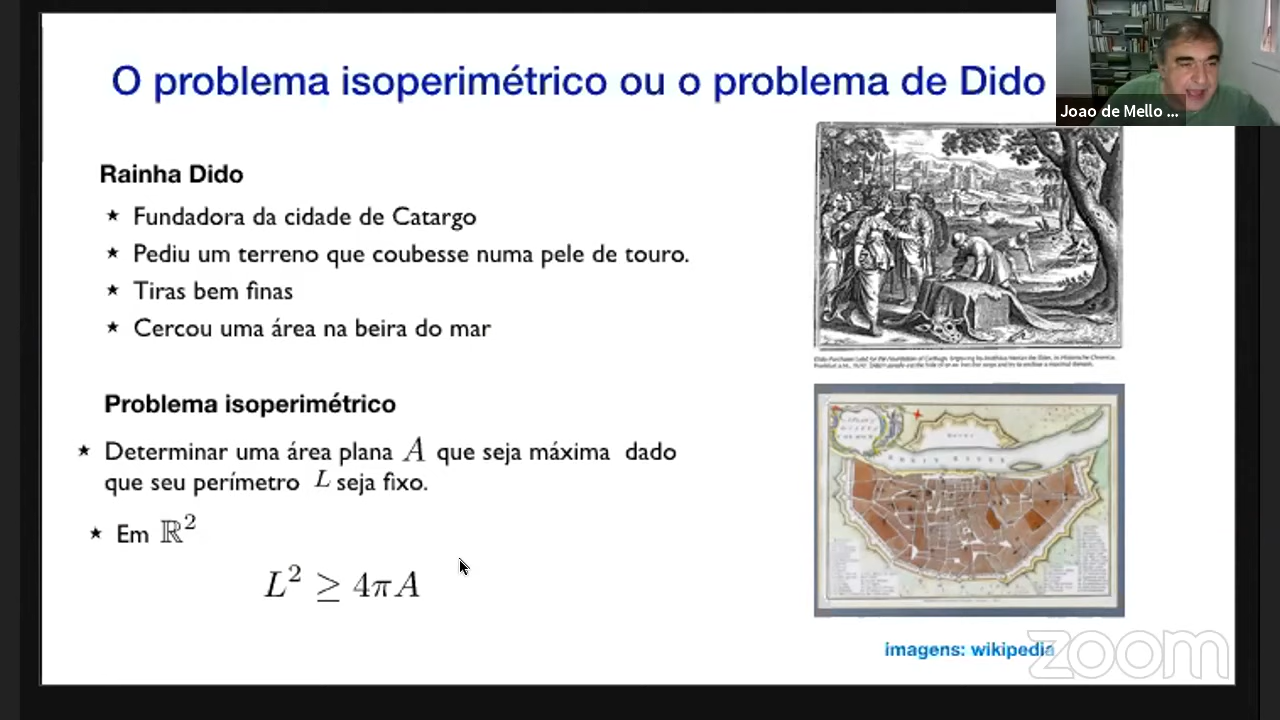 O problema isoperimétrico ou o problema de Dido
Joao de Mello ...
Rainha Dido
★ Fundadora da cidade de Catargo
★ Pediu um terreno que coubesse numa pele de touro.
★ Tiras bem finas
★ Cercou uma área na beira do mar
Problema isoperimétrico
★ Determinar uma área plana A que seja máxima dado
que seu perímetro L seja fixo.
★ Em ℝ²
L² ≥ 4πA
imagens: wikipedia
zoom